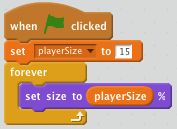 when clicked
set playerSize to 15
forever
set size to playerSize %